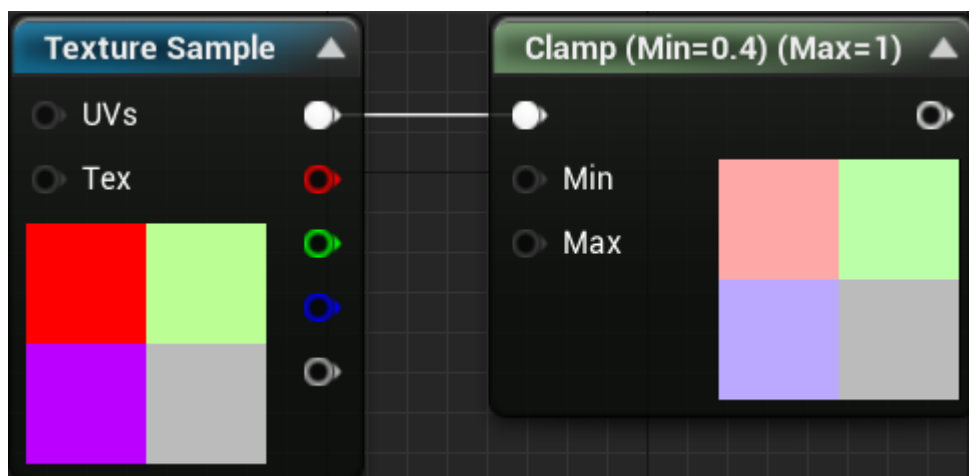 Texture Sample
UVs
Tex
Clamp (Min=0.4) (Max=1)
Min
Max